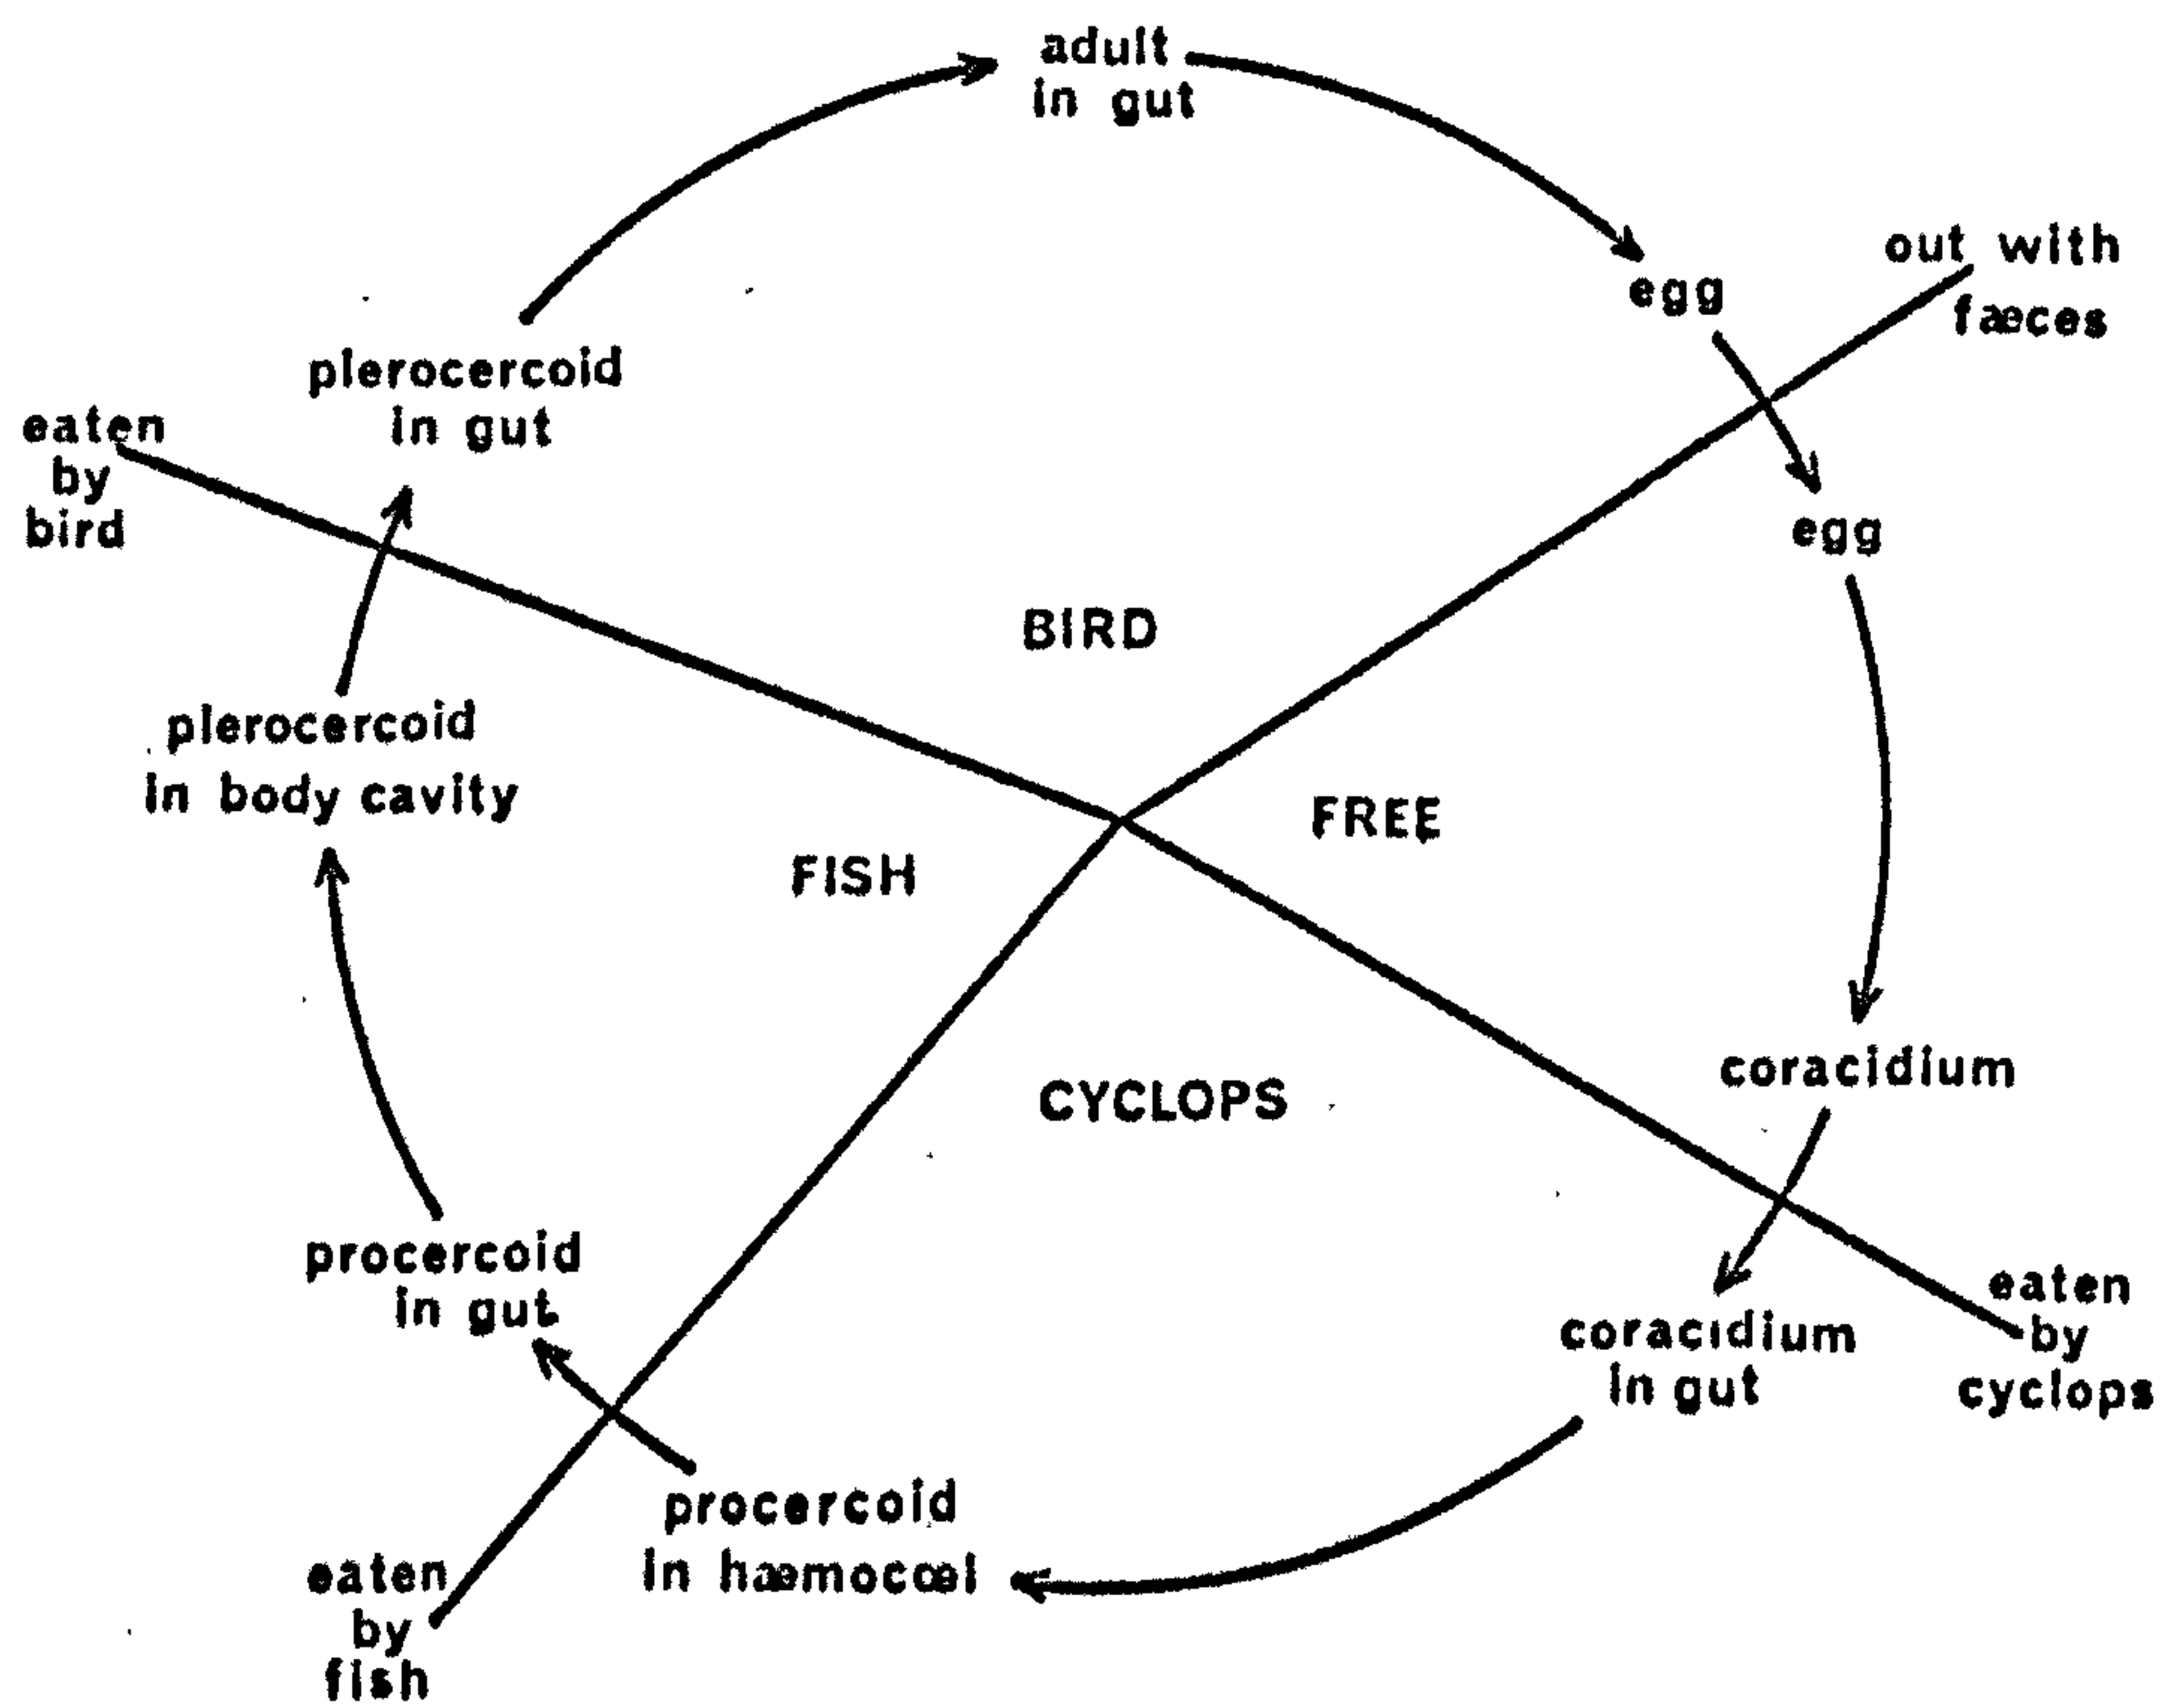 adult
in gut
egg
out with
fæces
plerocercoid
in gut
eaten
by
bird
egg
BIRD
plerocercoid
in body cavity
FREE
FISH
coracidium
CYCLOPS
procercoid
in gut
eaten
by
cyclops
coracidium
in gut
procercoid
in hæmocœl
eaten
by
fish